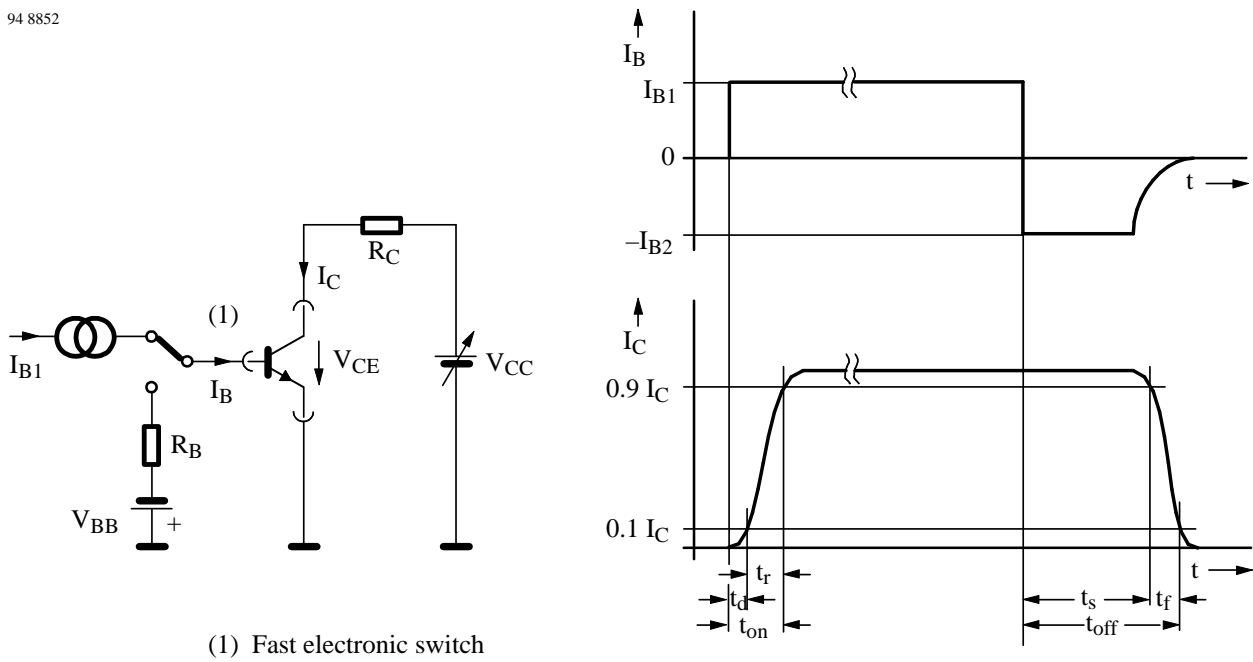 94 8852
I_B
I_B1
0
t
–I_B2
R_C
I_C
(1)
I_B1
I_B
V_CE
V_CC
R_B
V_BB
+
I_C
0.9 I_C
0.1 I_C
t
t_r
t_d
t_s
t_f
t_on
t_off
(1) Fast electronic switch